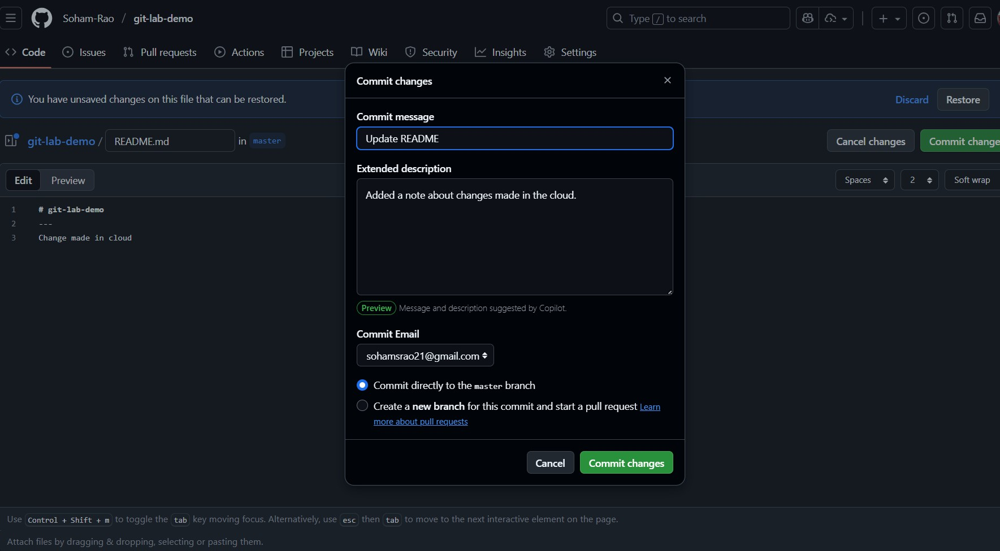 Soham-Rao / git-lab-demo
Type / to search
Code Issues Pull requests Actions Projects Wiki Security Insights Settings
You have unsaved changes on this file that can be restored.
Discard Restore
git-lab-demo / README.md in master
Cancel changes Commit change
Edit Preview
Spaces 2 Soft wrap
1 # git-lab-demo
2 ---
3 Change made in cloud
Commit changes
Commit message
Update README
Extended description
Added a note about changes made in the cloud.
Preview Message and description suggested by Copilot.
Commit Email
sohamsrao21@gmail.com
Commit directly to the master branch
Create a new branch for this commit and start a pull request Learn
more about pull requests
Cancel Commit changes
Use Control + Shift + m to toggle the tab key moving focus. Alternatively, use esc then tab to move to the next interactive element on the page.
Attach files by dragging & dropping, selecting or pasting them.